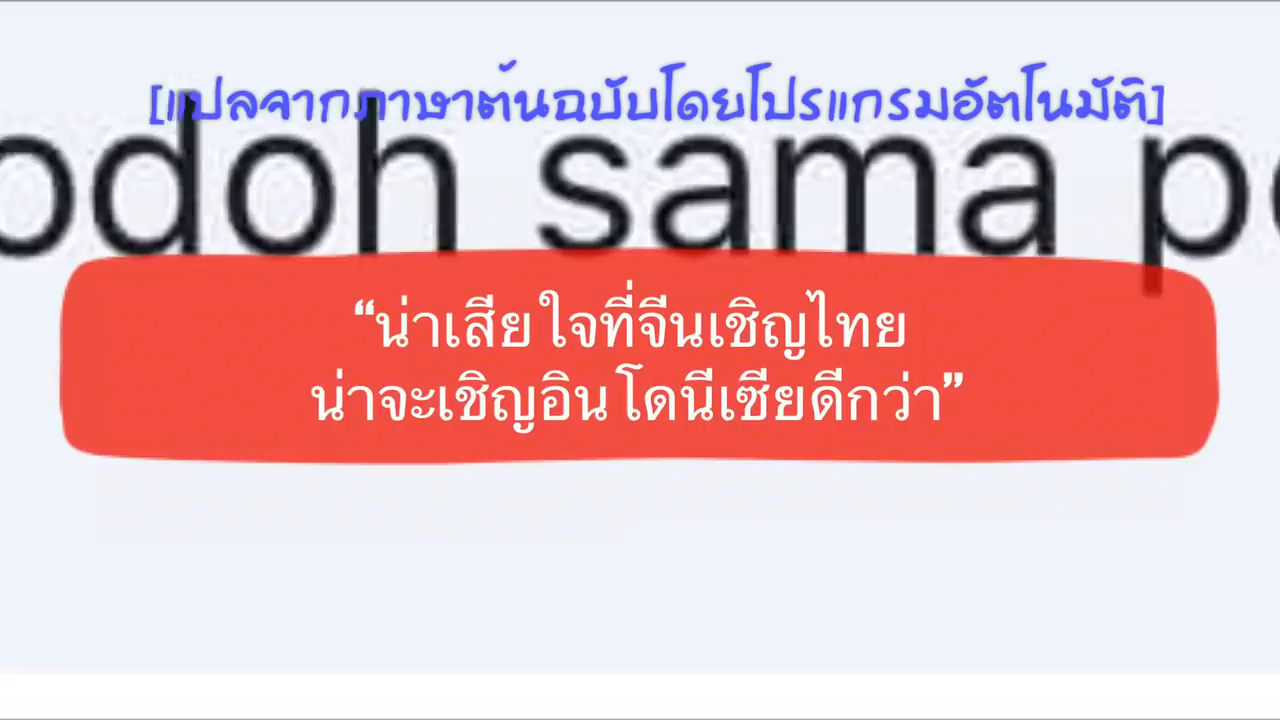 [แปลจากภาษาต้นฉบับโดยโปรแกรมอัตโนมัติ]
odoh sama p
“น่าเสียใจที่จีนเชิญไทย
น่าจะเชิญอินโดนีเซียดีกว่า”